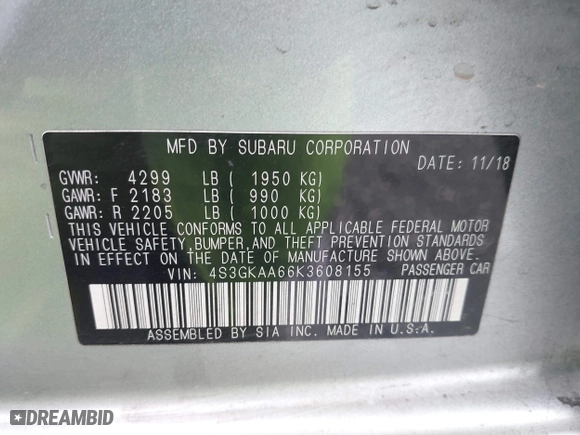 MFD BY SUBARU CORPORATION
DATE: 11/18
GVWR: 4299 LB ( 1950 KG)
GAWR: F 2183 LB ( 990 KG)
GAWR: R 2205 LB ( 1000 KG)
THIS VEHICLE CONFORMS TO ALL APPLICABLE FEDERAL MOTOR
VEHICLE SAFETY, BUMPER, AND THEFT PREVENTION STANDARDS
IN EFFECT ON THE DATE OF MANUFACTURE SHOWN ABOVE.
VIN: 4S3GKAA66K3608155 PASSENGER CAR
ASSEMBLED BY SIA INC. MADE IN U.S.A.
DREAMBID